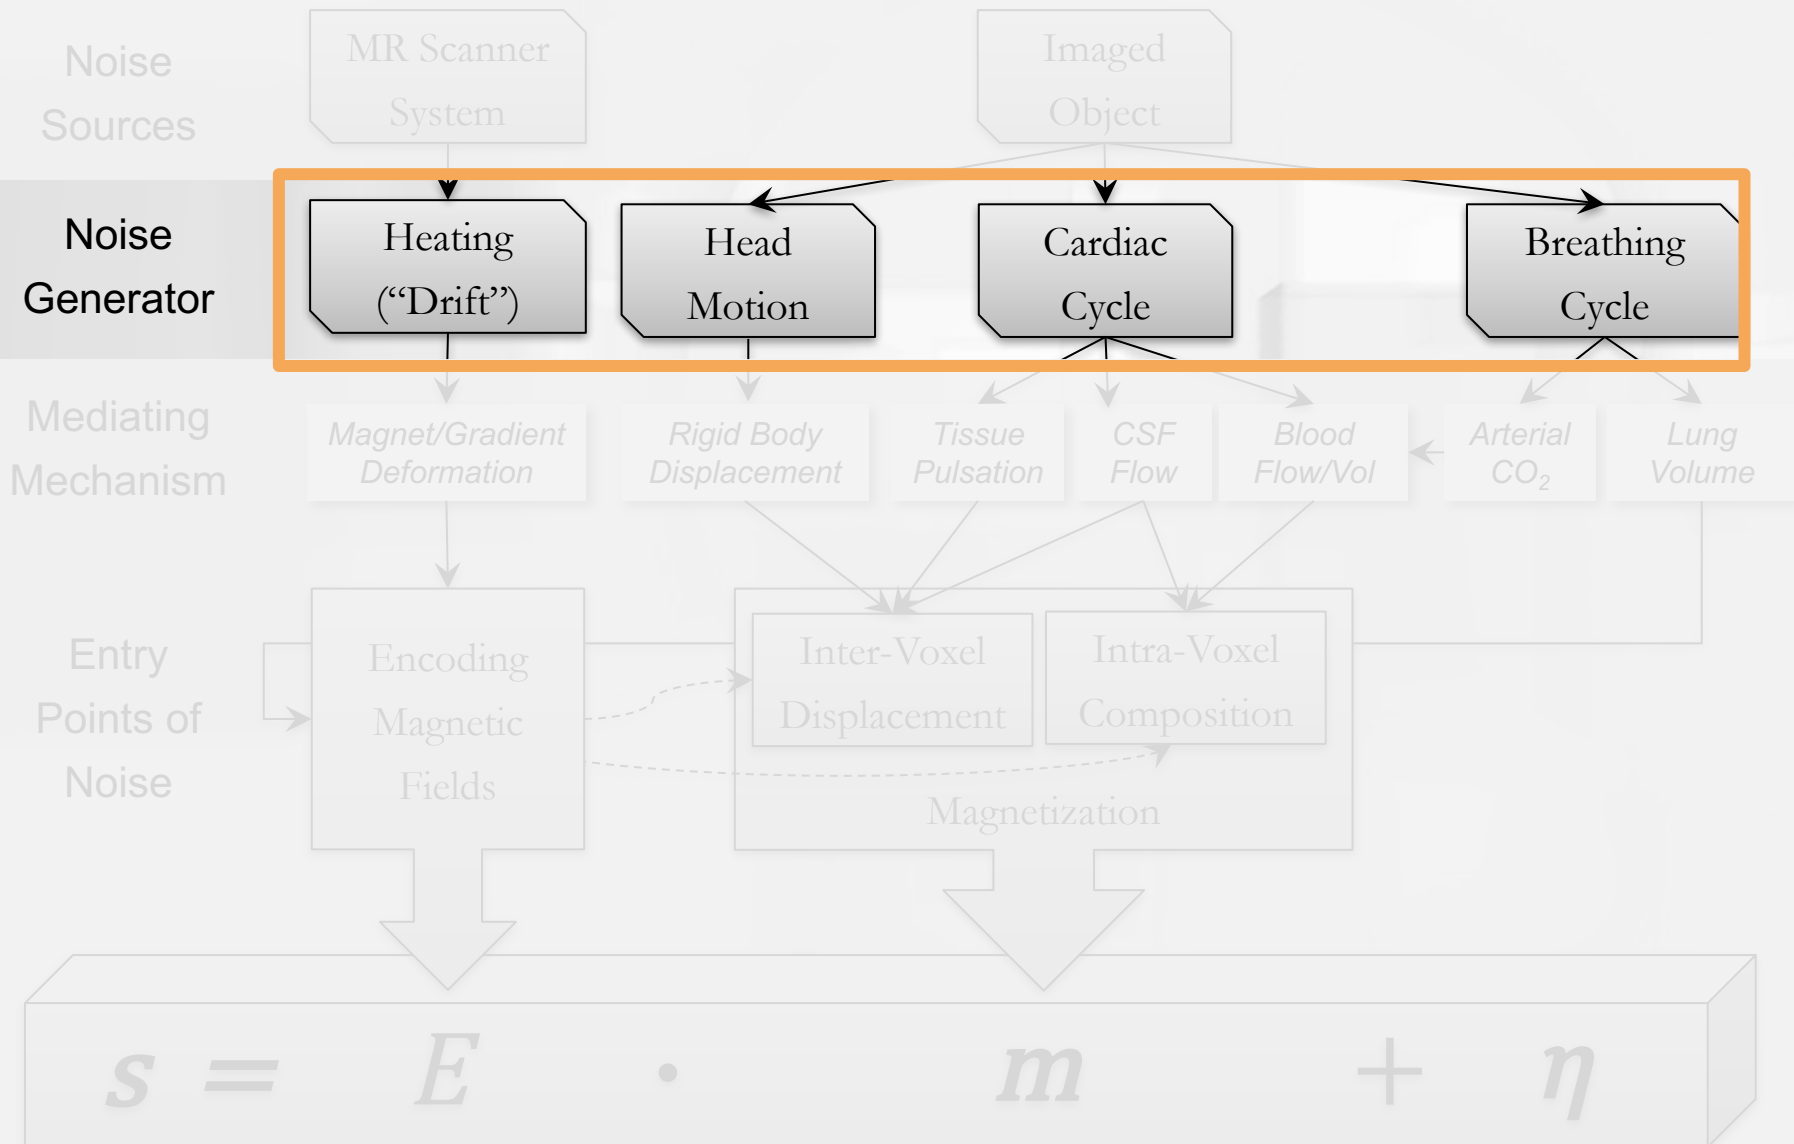 Noise
Sources
MR Scanner
System
Imaged
Object
Noise
Generator
Heating
(“Drift”)
Head
Motion
Cardiac
Cycle
Breathing
Cycle
Mediating
Mechanism
Magnet/Gradient
Deformation
Rigid Body
Displacement
Tissue
Pulsation
CSF
Flow
Blood
Flow/Vol
Arterial
CO₂
Lung
Volume
Entry
Points of
Noise
Encoding
Magnetic
Fields
Inter-Voxel
Displacement
Intra-Voxel
Composition
Magnetization
s = E · m + η